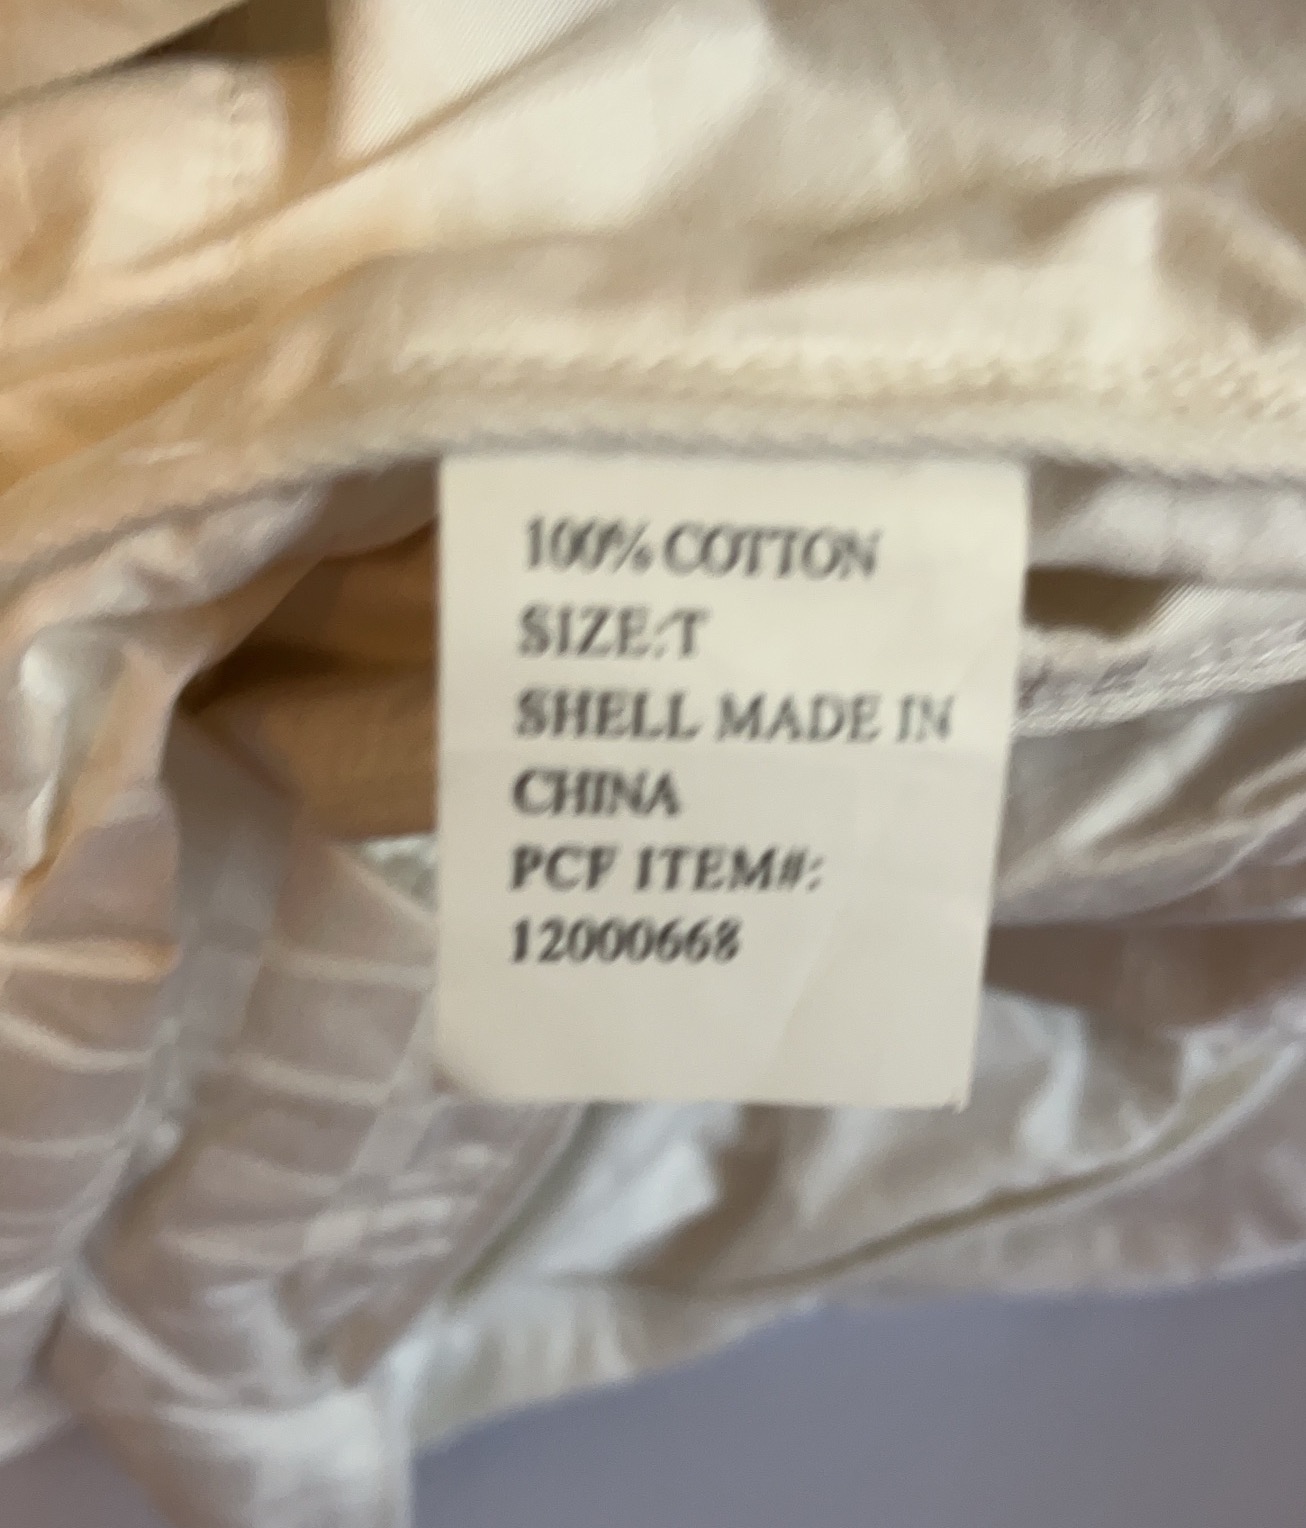 100% COTTON
SIZE:T
SHELL MADE IN
CHINA
PCF ITEM#:
12000668